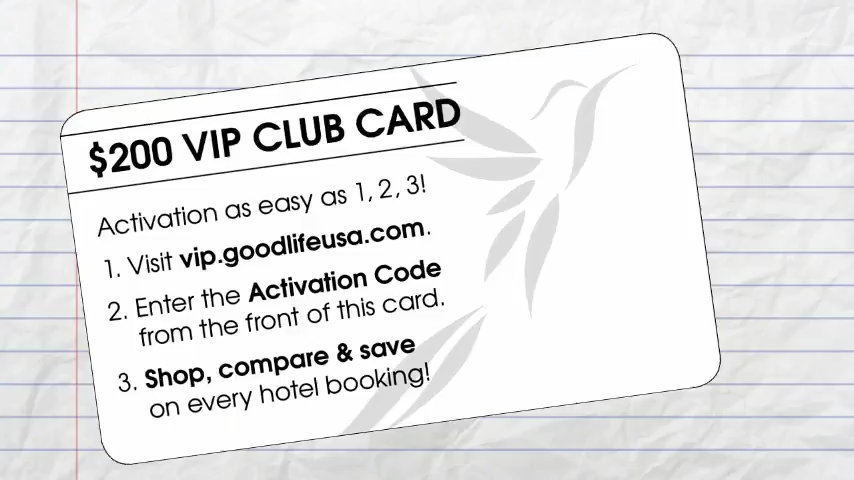 $200 VIP CLUB CARD
Activation as easy as 1, 2, 3!
1. Visit vip.goodlifeusa.com.
2. Enter the Activation Code
from the front of this card.
3. Shop, compare & save
on every hotel booking!